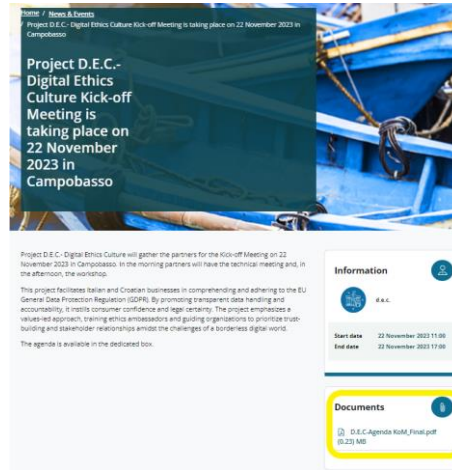 Home / News & Events
/ Project D.E.C.- Digital Ethics Culture Kick-off Meeting is taking place on 22 November 2023 in
Campobasso
Project D.E.C.-
Digital Ethics
Culture Kick-off
Meeting is
taking place on
22 November
2023 in
Campobasso
Project D.E.C.- Digital Ethics Culture will gather the partners for the Kick-off Meeting on 22
November 2023 in Campobasso. In the morning partners will have the technical meeting and, in
the afternoon, the workshop.
This project facilitates Italian and Croatian businesses in comprehending and adhering to the EU
General Data Protection Regulation (GDPR). By promoting transparent data handling and
accountability, it instils consumer confidence and legal certainty. The project emphasizes a
values-led approach, training ethics ambassadors and guiding organizations to prioritize trust-
building and stakeholder relationships amidst the challenges of a borderless digital world.
The agenda is available in the dedicated box.
Information
d.e.c.
Start date 22 November 2023 11:00
End date 22 November 2023 17:00
Documents
D.E.C-Agenda KoM_Final.pdf
(0.23) MB